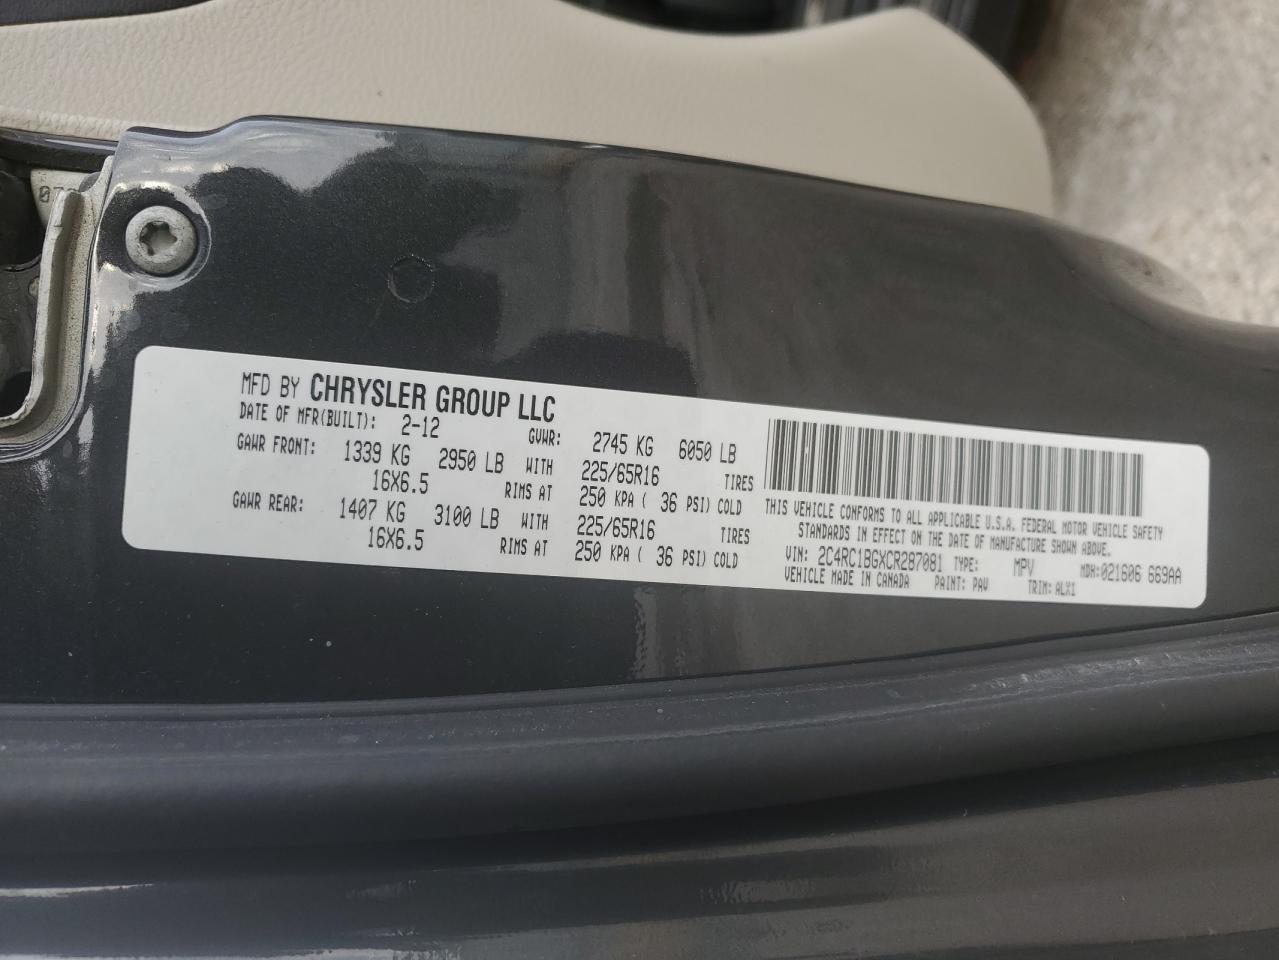 07
MFD BY CHRYSLER GROUP LLC
DATE OF MFR(BUILT): 2-12 GVWR: 2745 KG 6050 LB
GAWR FRONT: 1339 KG 2950 LB WITH 225/65R16 TIRES
16X6.5 RIMS AT 250 KPA ( 36 PSI) COLD
GAWR REAR: 1407 KG 3100 LB WITH 225/65R16 TIRES
16X6.5 RIMS AT 250 KPA ( 36 PSI) COLD
THIS VEHICLE CONFORMS TO ALL APPLICABLE U.S.A. FEDERAL MOTOR VEHICLE SAFETY
STANDARDS IN EFFECT ON THE DATE OF MANUFACTURE SHOWN ABOVE.
VIN: 2C4RC1BGXCR287081 TYPE: MPV MDH:021606 669AA
VEHICLE MADE IN CANADA PAINT: PAV TRIM: ALX1